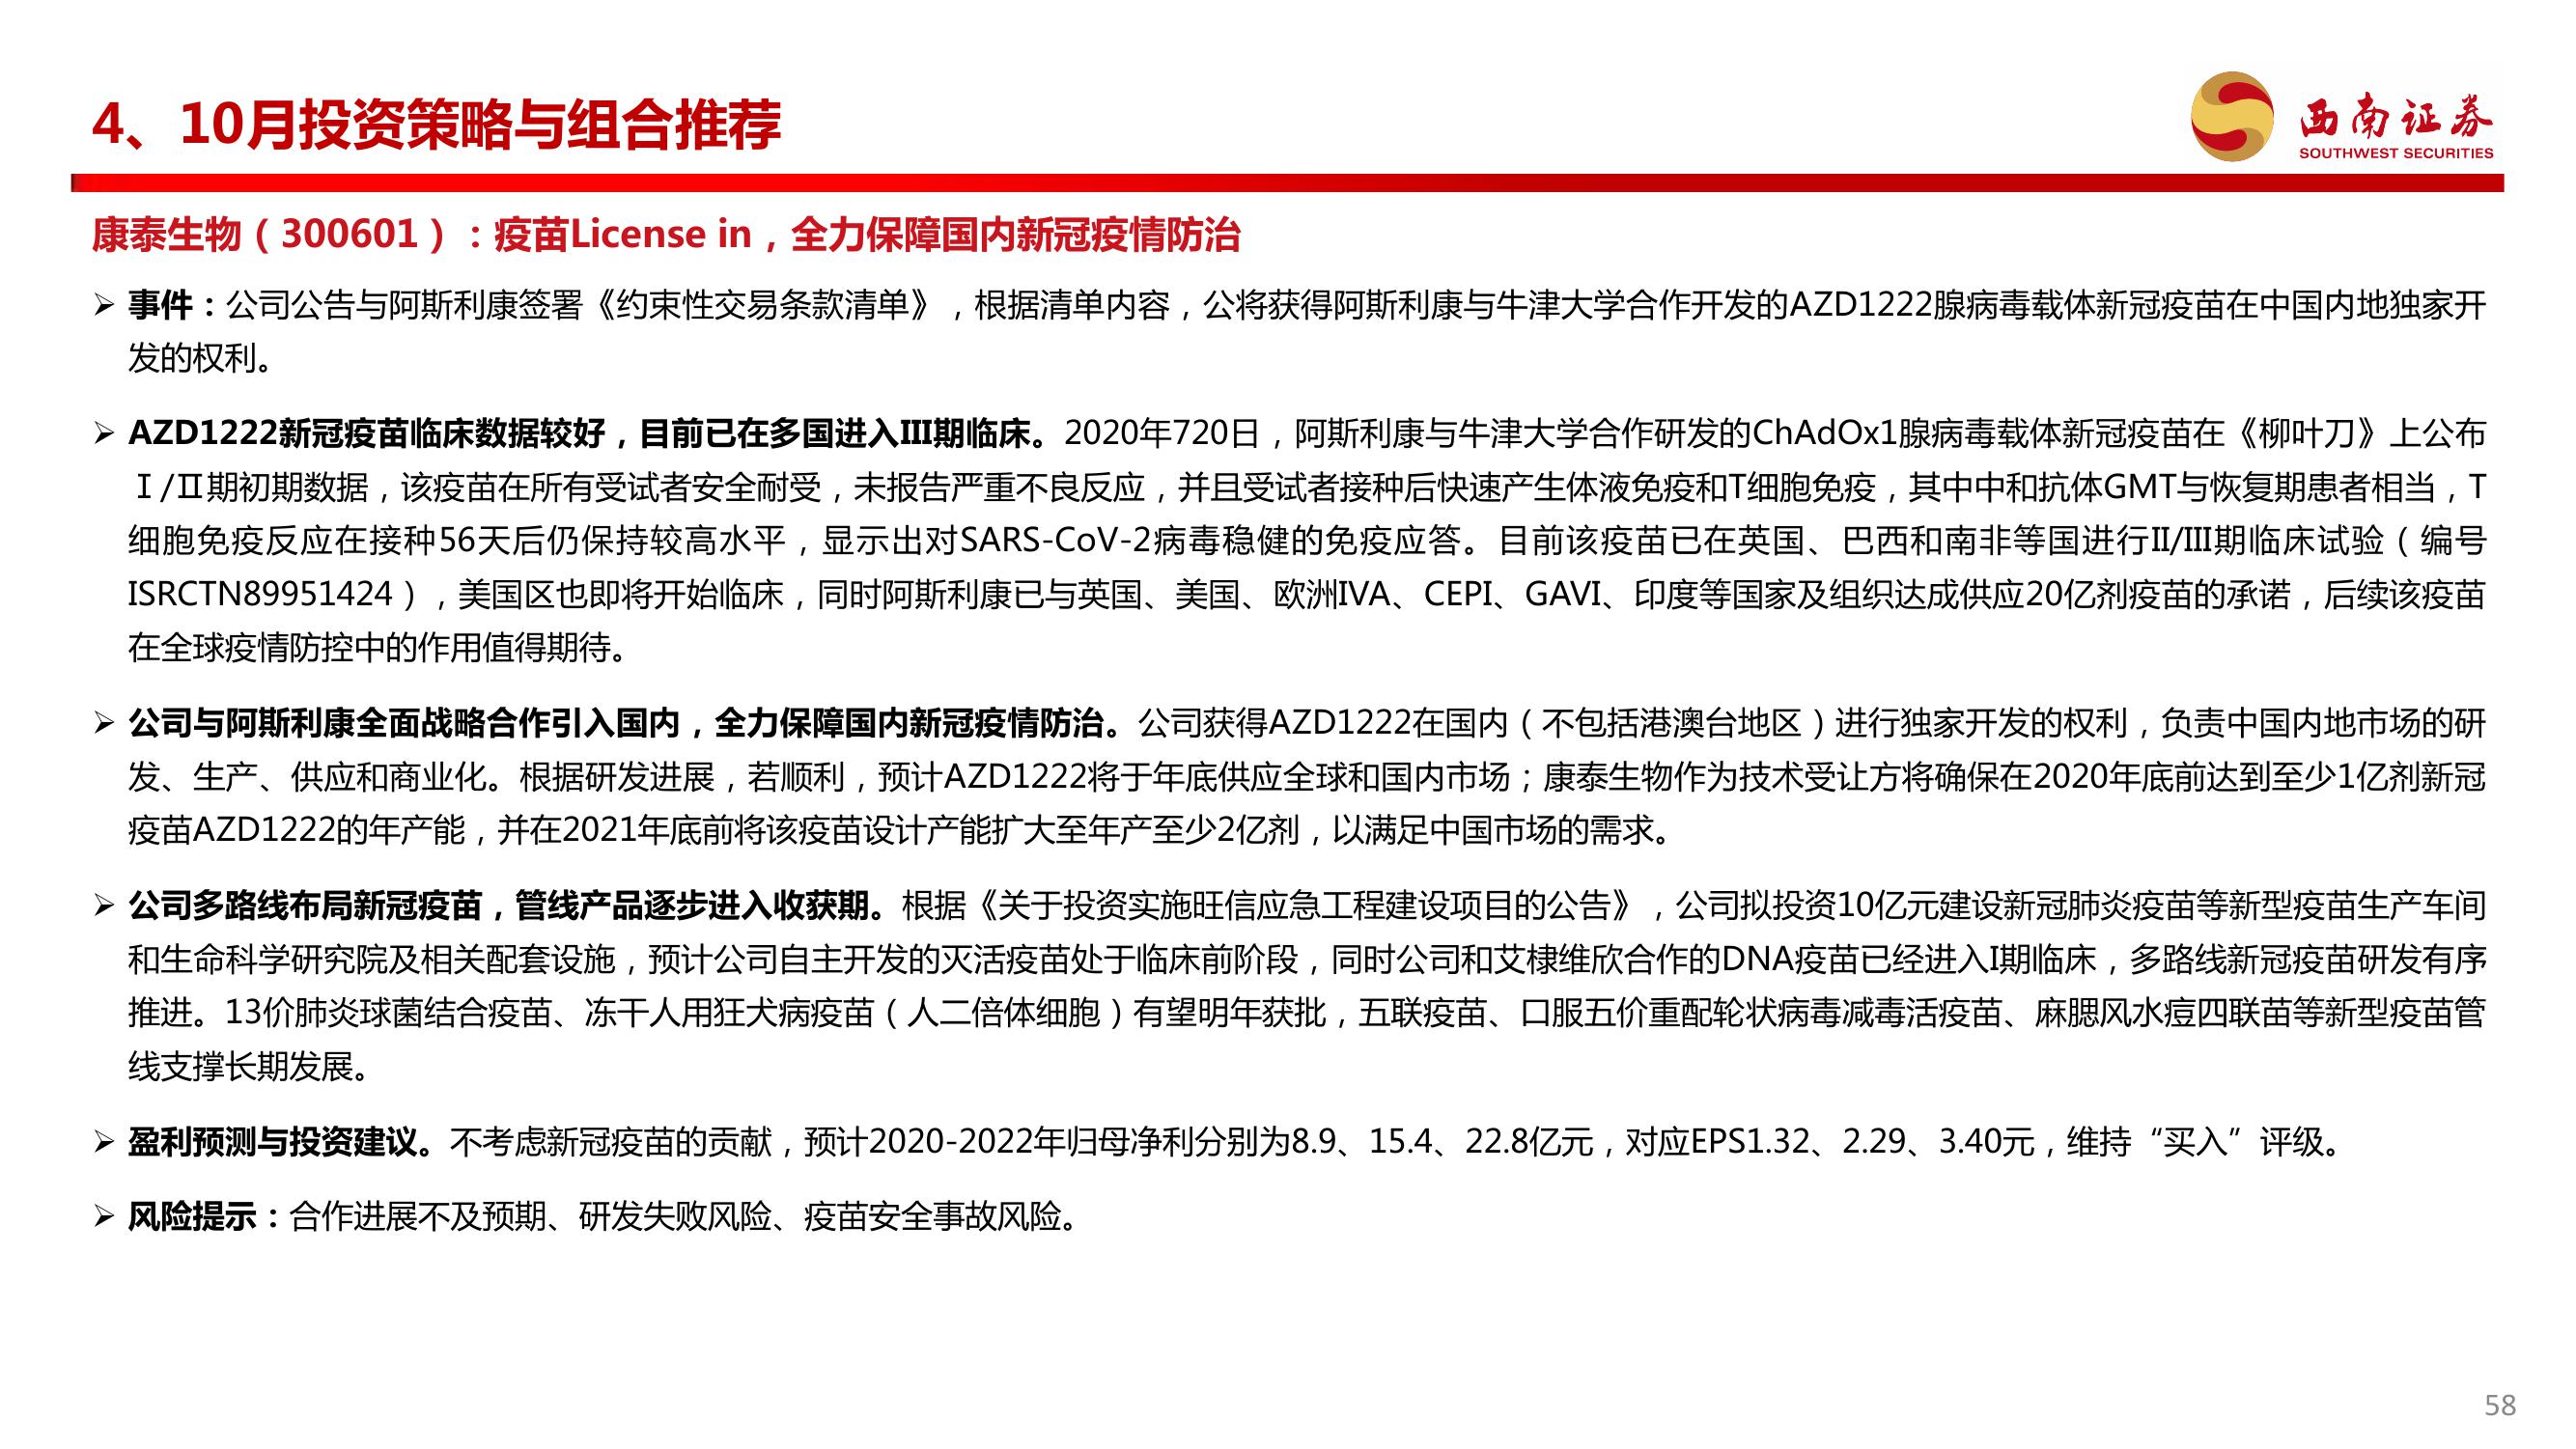 4、10月投资策略与组合推荐
西南证券
SOUTHWEST SECURITIES
康泰生物（300601）：疫苗License in，全力保障国内新冠疫情防治
➢ 事件：公司公告与阿斯利康签署《约束性交易条款清单》，根据清单内容，公将获得阿斯利康与牛津大学合作开发的AZD1222腺病毒载体新冠疫苗在中国内地独家开
发的权利。
➢ AZD1222新冠疫苗临床数据较好，目前已在多国进入III期临床。2020年720日，阿斯利康与牛津大学合作研发的ChAdOx1腺病毒载体新冠疫苗在《柳叶刀》上公布
Ⅰ/Ⅱ期初期数据，该疫苗在所有受试者安全耐受，未报告严重不良反应，并且受试者接种后快速产生体液免疫和T细胞免疫，其中中和抗体GMT与恢复期患者相当，T
细胞免疫反应在接种56天后仍保持较高水平，显示出对SARS-CoV-2病毒稳健的免疫应答。目前该疫苗已在英国、巴西和南非等国进行II/III期临床试验（编号
ISRCTN89951424），美国区也即将开始临床，同时阿斯利康已与英国、美国、欧洲IVA、CEPI、GAVI、印度等国家及组织达成供应20亿剂疫苗的承诺，后续该疫苗
在全球疫情防控中的作用值得期待。
➢ 公司与阿斯利康全面战略合作引入国内，全力保障国内新冠疫情防治。公司获得AZD1222在国内（不包括港澳台地区）进行独家开发的权利，负责中国内地市场的研
发、生产、供应和商业化。根据研发进展，若顺利，预计AZD1222将于年底供应全球和国内市场；康泰生物作为技术受让方将确保在2020年底前达到至少1亿剂新冠
疫苗AZD1222的年产能，并在2021年底前将该疫苗设计产能扩大至年产至少2亿剂，以满足中国市场的需求。
➢ 公司多路线布局新冠疫苗，管线产品逐步进入收获期。根据《关于投资实施旺信应急工程建设项目的公告》，公司拟投资10亿元建设新冠肺炎疫苗等新型疫苗生产车间
和生命科学研究院及相关配套设施，预计公司自主开发的灭活疫苗处于临床前阶段，同时公司和艾棣维欣合作的DNA疫苗已经进入I期临床，多路线新冠疫苗研发有序
推进。13价肺炎球菌结合疫苗、冻干人用狂犬病疫苗（人二倍体细胞）有望明年获批，五联疫苗、口服五价重配轮状病毒减毒活疫苗、麻腮风水痘四联苗等新型疫苗管
线支撑长期发展。
➢ 盈利预测与投资建议。不考虑新冠疫苗的贡献，预计2020-2022年归母净利分别为8.9、15.4、22.8亿元，对应EPS1.32、2.29、3.40元，维持“买入”评级。
➢ 风险提示：合作进展不及预期、研发失败风险、疫苗安全事故风险。
58